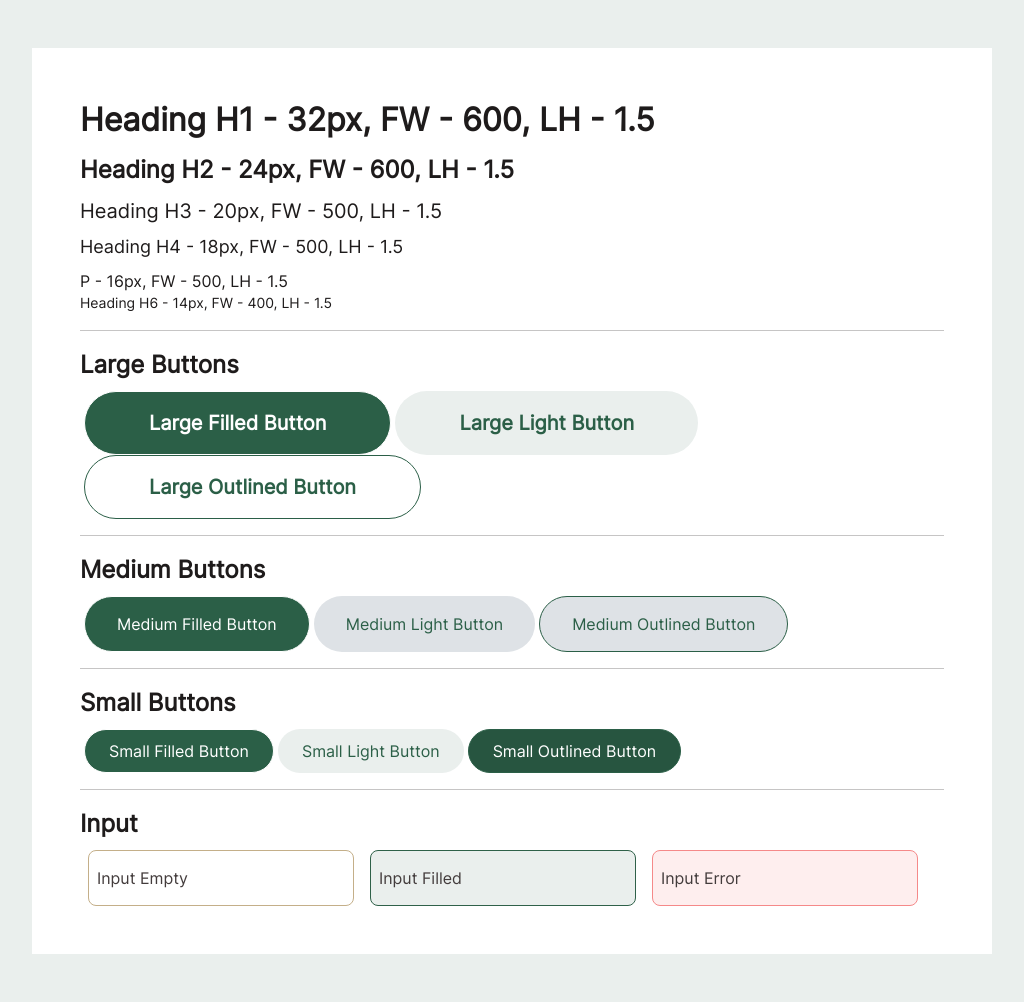 Heading H1 - 32px, FW - 600, LH - 1.5
Heading H2 - 24px, FW - 600, LH - 1.5
Heading H3 - 20px, FW - 500, LH - 1.5
Heading H4 - 18px, FW - 500, LH - 1.5
P - 16px, FW - 500, LH - 1.5
Heading H6 - 14px, FW - 400, LH - 1.5
Large Buttons
Large Filled Button Large Light Button
Large Outlined Button
Medium Buttons
Medium Filled Button Medium Light Button Medium Outlined Button
Small Buttons
Small Filled Button Small Light Button Small Outlined Button
Input
Input Empty Input Filled Input Error